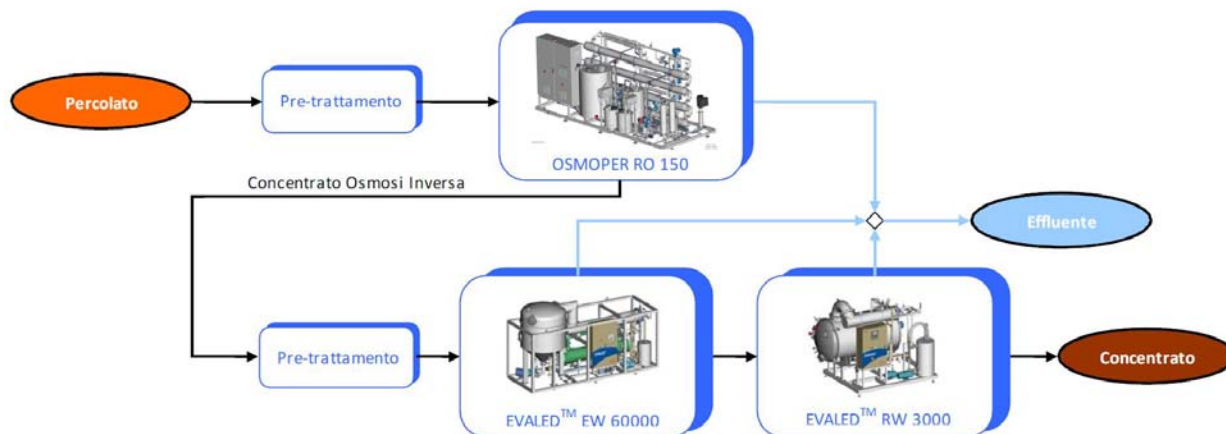 Percolato
Pre-trattamento
OSMOPER RO 150
Concentrato Osmosi Inversa
Effluente
Pre-trattamento
EVALED™ EW 60000
EVALED™ RW 3000
Concentrato